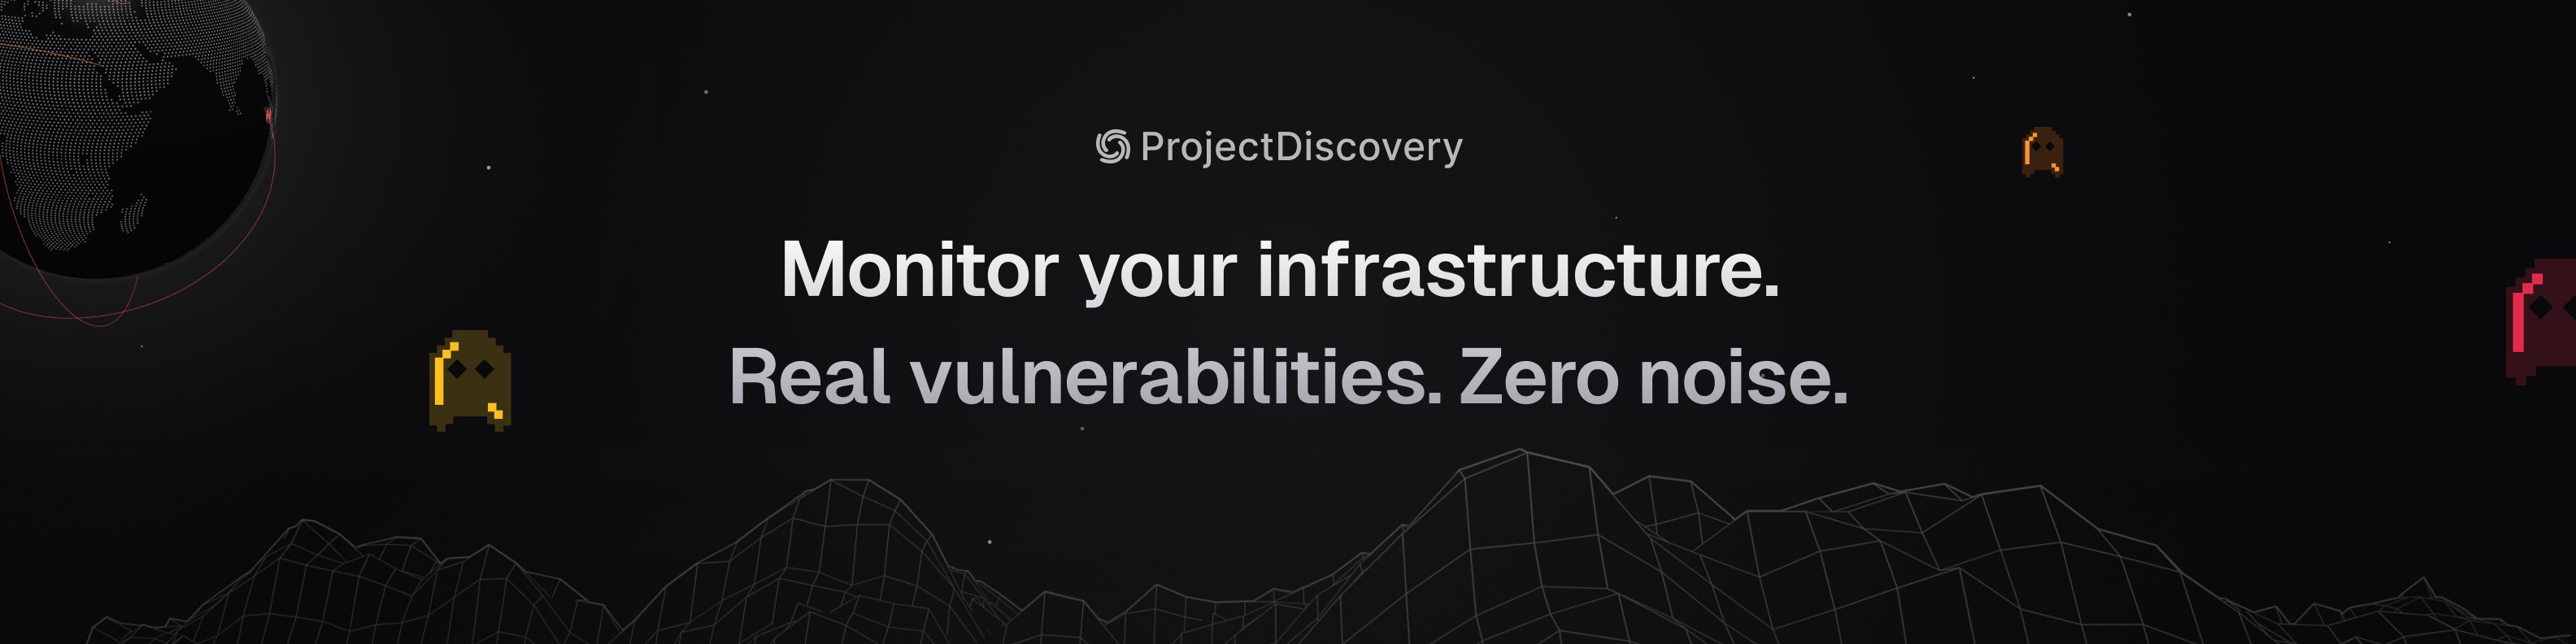 ProjectDiscovery
Monitor your infrastructure.
Real vulnerabilities. Zero noise.